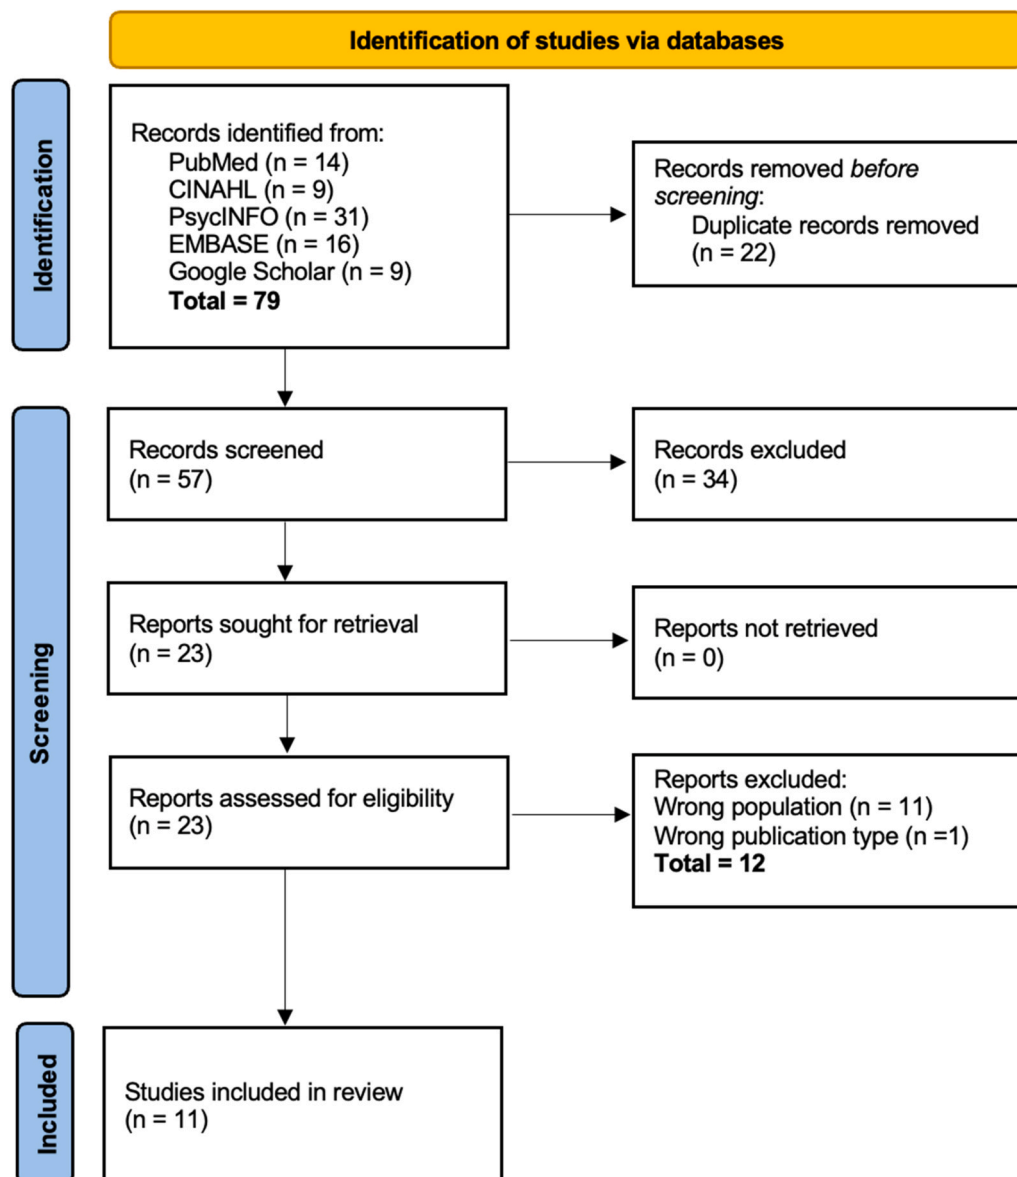 Identification of studies via databases
Identification
Records identified from:
PubMed (n = 14)
CINAHL (n = 9)
PsycINFO (n = 31)
EMBASE (n = 16)
Google Scholar (n = 9)
Total = 79
Records removed before
screening:
Duplicate records removed
(n = 22)
Screening
Records screened
(n = 57)
Records excluded
(n = 34)
Reports sought for retrieval
(n = 23)
Reports not retrieved
(n = 0)
Reports assessed for eligibility
(n = 23)
Reports excluded:
Wrong population (n = 11)
Wrong publication type (n =1)
Total = 12
Included
Studies included in review
(n = 11)